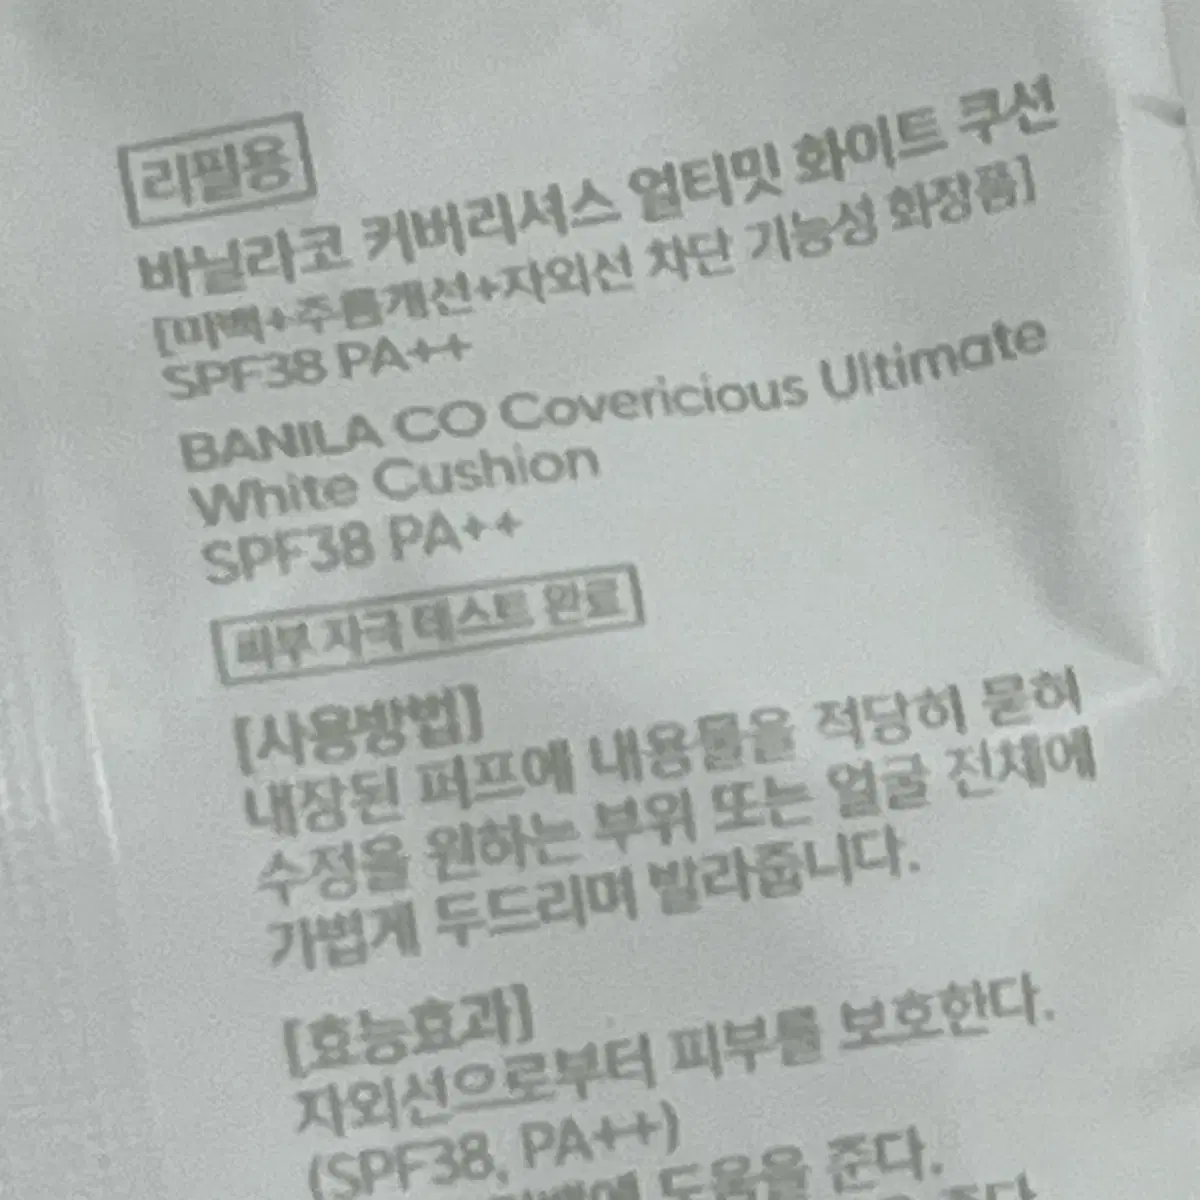 리필용
바닐라코 커버리셔스 얼티밋 화이트 쿠션
[미백+주름개선+자외선 차단 기능성 화장품]
SPF38 PA++
BANILA CO Covericious Ultimate
White Cushion
SPF38 PA++
피부 자극 테스트 완료
[사용방법]
내장된 퍼프에 내용물을 적당히 묻혀
수정을 원하는 부위 또는 얼굴 전체에
가볍게 두드리며 발라줍니다.
[효능효과]
자외선으로부터 피부를 보호한다.
(SPF38, PA++)
도움을 준다.